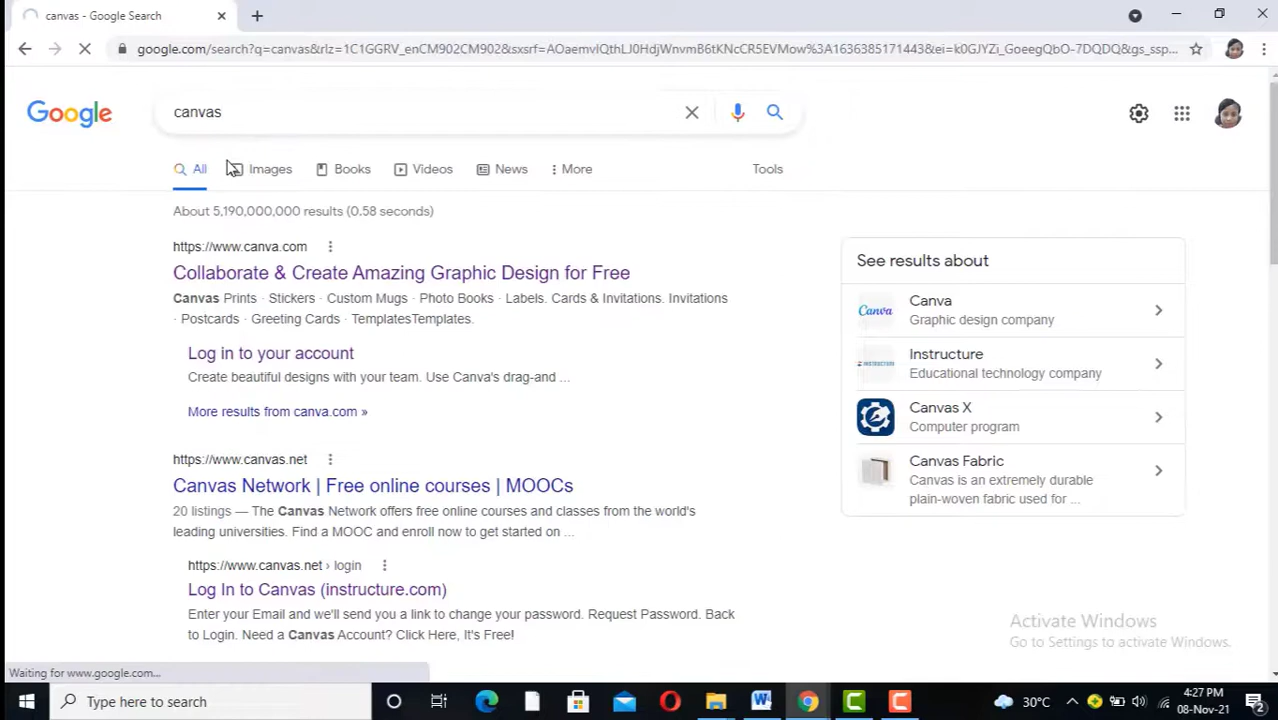 canvas - Google Search
google.com/search?q=canvas&rlz=1C1GGRV_enCM902CM902&sxsrf=AOaemvIQthLJ0HdjWnvmB6tKNcCR5EVMow%3A1636385171443&ei=k0GJYZi_GoeegQbO-7DQDQ&gs_ssp...
Google
canvas
All
Images
Books
Videos
News
More
Tools
About 5,190,000,000 results (0.58 seconds)
https://www.canva.com
Collaborate & Create Amazing Graphic Design for Free
Canvas Prints · Stickers · Custom Mugs · Photo Books · Labels. Cards & Invitations. Invitations
· Postcards · Greeting Cards · TemplatesTemplates.
Log in to your account
Create beautiful designs with your team. Use Canva's drag-and ...
More results from canva.com »
https://www.canvas.net
Canvas Network | Free online courses | MOOCs
20 listings — The Canvas Network offers free online courses and classes from the world's
leading universities. Find a MOOC and enroll now to get started on ...
https://www.canvas.net › login
Log In to Canvas (instructure.com)
Enter your Email and we'll send you a link to change your password. Request Password. Back
to Login. Need a Canvas Account? Click Here, It's Free!
See results about
Canva
Canva
Graphic design company
INSTRUCTURE
Instructure
Educational technology company
Canvas X
Computer program
Canvas Fabric
Canvas is an extremely durable
plain-woven fabric used for ...
Activate Windows
Go to Settings to activate Windows.
Waiting for www.google.com...
Type here to search
30°C
4:27 PM
08-Nov-21
2